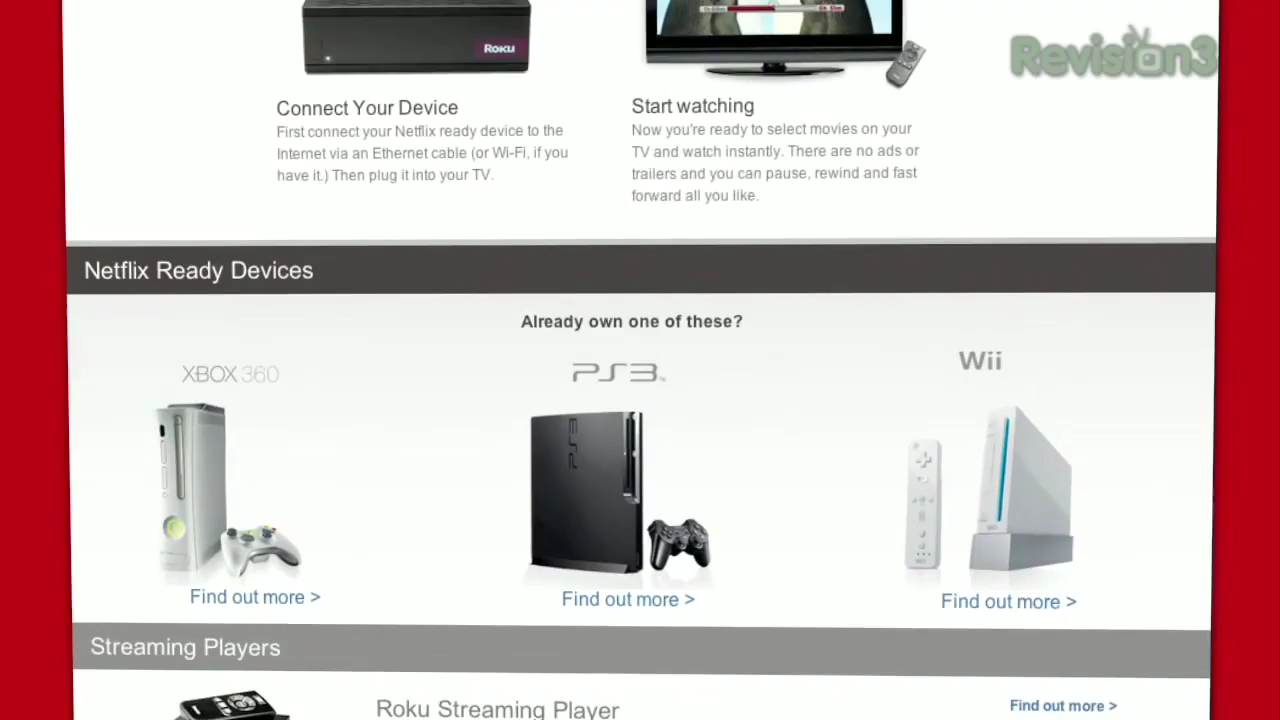 Roku
Revision3
Connect Your Device
First connect your Netflix ready device to the
Internet via an Ethernet cable (or Wi-Fi, if you
have it.) Then plug it into your TV.
Start watching
Now you're ready to select movies on your
TV and watch instantly. There are no ads or
trailers and you can pause, rewind and fast
forward all you like.
Netflix Ready Devices
Already own one of these?
XBOX 360
PS3
Wii
PS3
Find out more >
Find out more >
Find out more >
Streaming Players
Roku Streaming Player
Find out more >